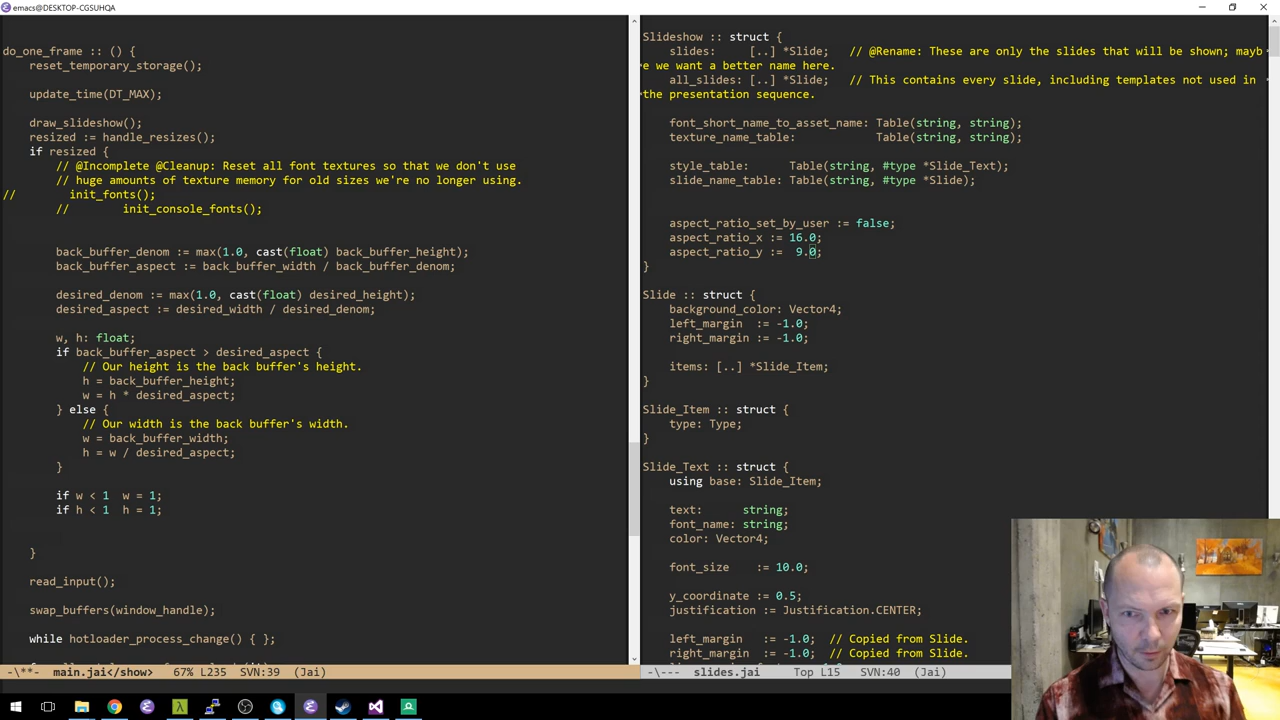 emacs@DESKTOP-CGSUHQA
do_one_frame :: () {
reset_temporary_storage();
update_time(DT_MAX);
draw_slideshow();
resized := handle_resizes();
if resized {
// @Incomplete @Cleanup: Reset all font textures so that we don't use
// huge amounts of texture memory for old sizes we're no longer using.
// init_fonts();
// init_console_fonts();
back_buffer_denom := max(1.0, cast(float) back_buffer_height);
back_buffer_aspect := back_buffer_width / back_buffer_denom;
desired_denom := max(1.0, cast(float) desired_height);
desired_aspect := desired_width / desired_denom;
w, h: float;
if back_buffer_aspect > desired_aspect {
// Our height is the back buffer's height.
h = back_buffer_height;
w = h * desired_aspect;
} else {
// Our width is the back buffer's width.
w = back_buffer_width;
h = w / desired_aspect;
}
if w < 1  w = 1;
if h < 1  h = 1;
}
read_input();
swap_buffers(window_handle);
while hotloader_process_change() { };
-\**-  main.jai</show>  67% L235  SVN:39  (Jai)
Slideshow :: struct {
slides:     [..] *Slide;   // @Rename: These are only the slides that will be shown; mayb
e we want a better name here.
all_slides: [..] *Slide;   // This contains every slide, including templates not used in
the presentation sequence.
font_short_name_to_asset_name: Table(string, string);
texture_name_table:            Table(string, string);
style_table:      Table(string, #type *Slide_Text);
slide_name_table: Table(string, #type *Slide);
aspect_ratio_set_by_user := false;
aspect_ratio_x := 16.0;
aspect_ratio_y :=  9.0;
}
Slide :: struct {
background_color: Vector4;
left_margin  := -1.0;
right_margin := -1.0;
items: [..] *Slide_Item;
}
Slide_Item :: struct {
type: Type;
}
Slide_Text :: struct {
using base: Slide_Item;
text:      string;
font_name: string;
color: Vector4;
font_size    := 10.0;
y_coordinate := 0.5;
justification := Justification.CENTER;
left_margin   := -1.0;  // Copied from Slide.
right_margin  := -1.0;  // Copied from Slide.
-\---  slides.jai  Top L15  SVN:40  (Jai)